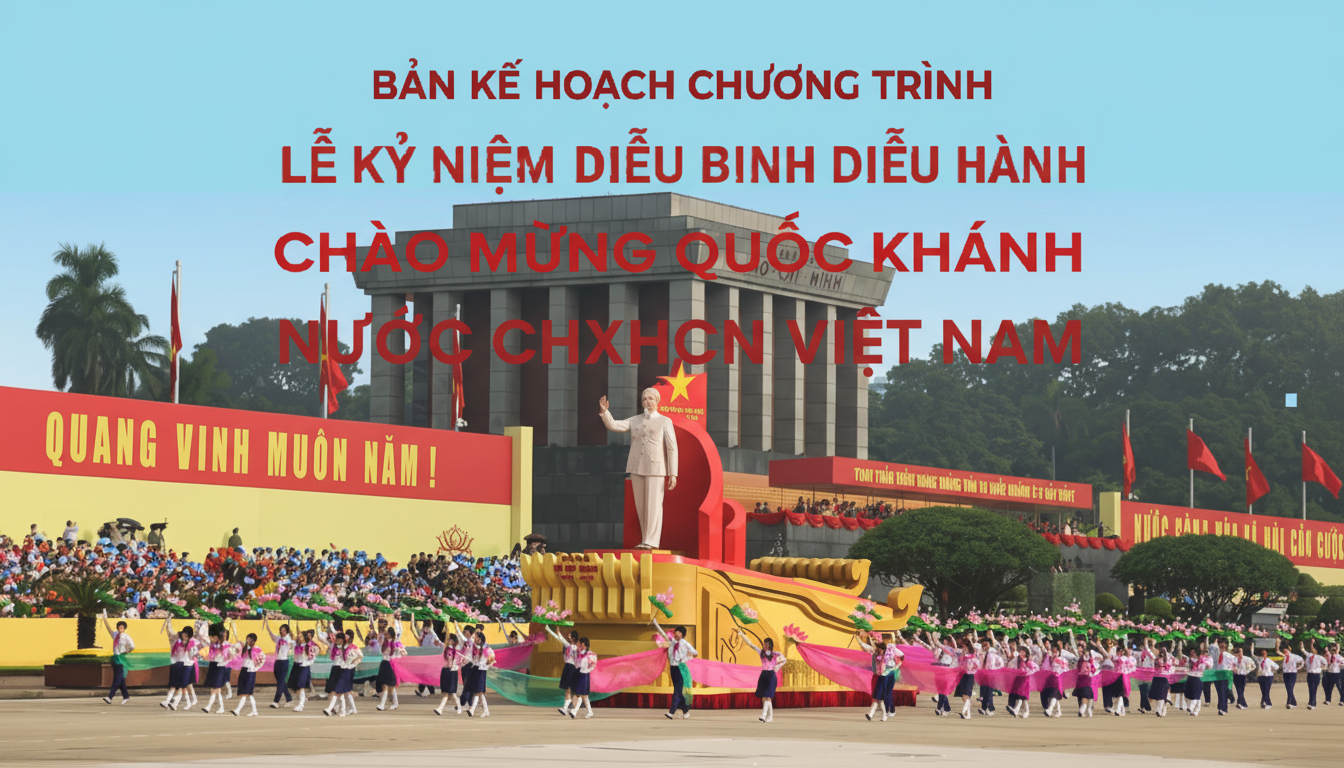 BẢN KẾ HOẠCH CHƯƠNG TRÌNH
LỄ KỶ NIỆM DIỄU BINH DIỄU HÀNH
CHÀO MỪNG QUỐC KHÁNH
NƯỚC CHXHCN VIỆT NAM
MINH
QUANG VINH MUÔN NĂM !